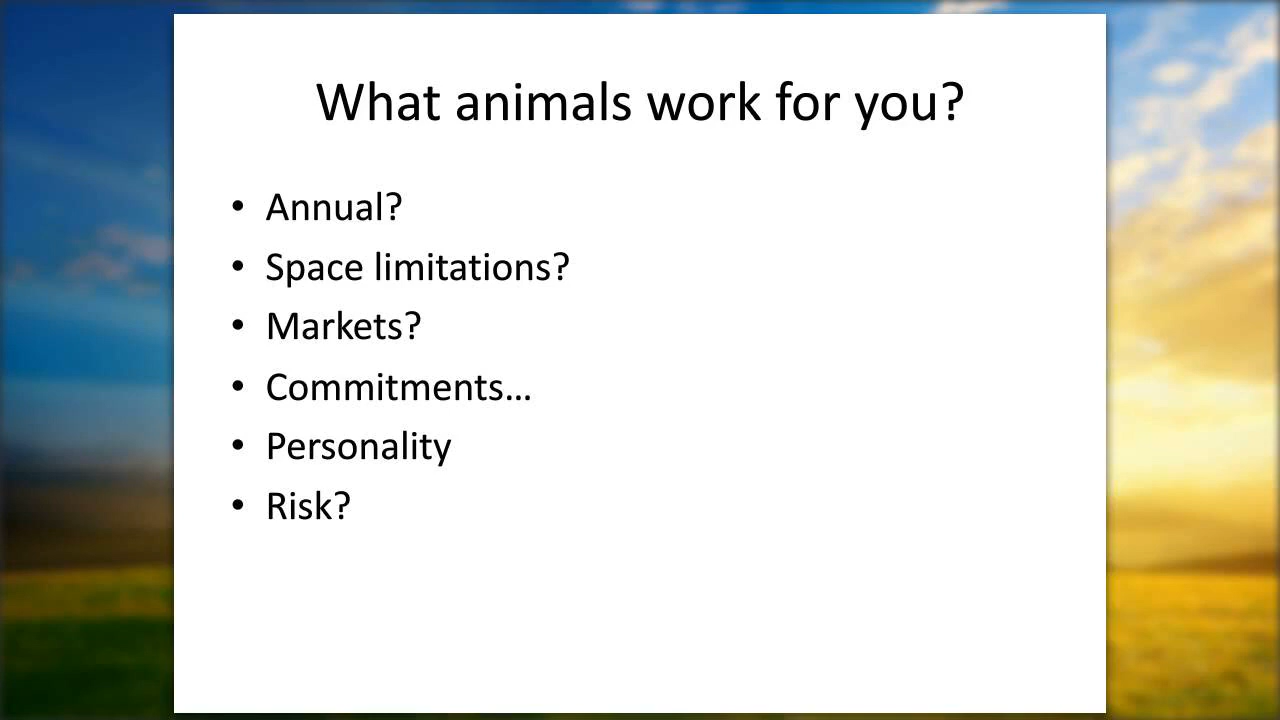 What animals work for you?
• Annual?
• Space limitations?
• Markets?
• Commitments…
• Personality
• Risk?